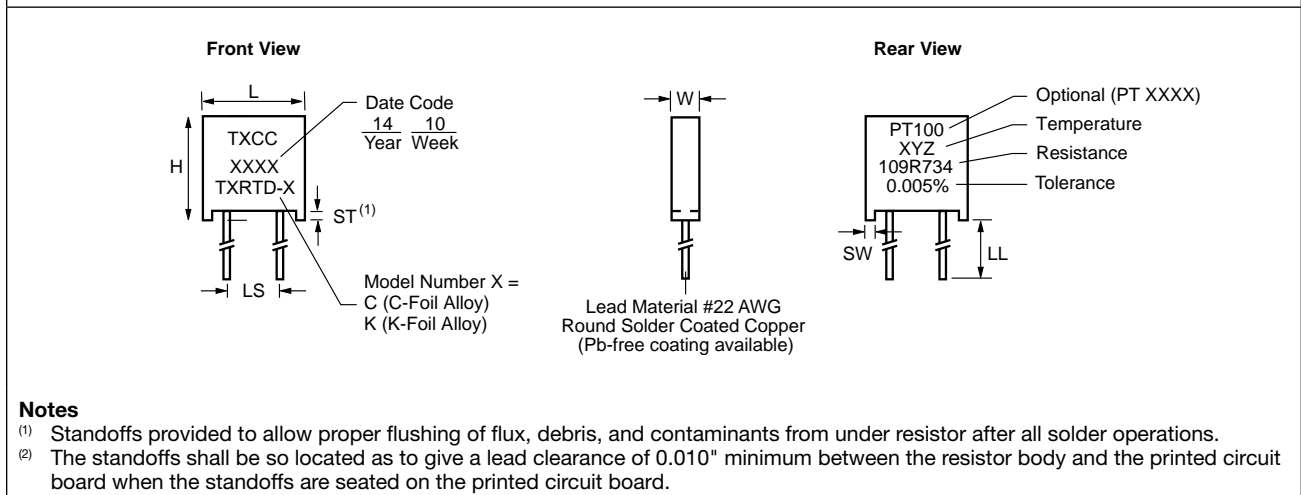 Front View
L
H
TXCC
XXXX
TXRTD-X
Date Code
14 10
Year Week
ST(1)
LS
Model Number X =
C (C-Foil Alloy)
K (K-Foil Alloy)
W
Lead Material #22 AWG
Round Solder Coated Copper
(Pb-free coating available)
Rear View
PT100
XYZ
109R734
0.005%
Optional (PT XXXX)
Temperature
Resistance
Tolerance
SW
LL
Notes
(1) Standoffs provided to allow proper flushing of flux, debris, and contaminants from under resistor after all solder operations.
(2) The standoffs shall be so located as to give a lead clearance of 0.010" minimum between the resistor body and the printed circuit
board when the standoffs are seated on the printed circuit board.